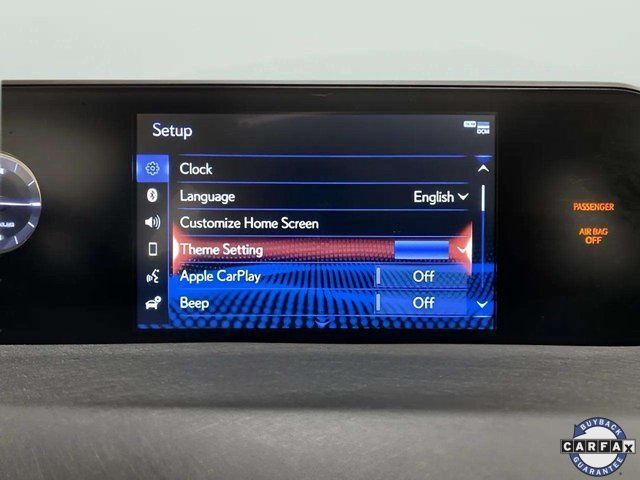 Setup
DCM
Clock
Language English
Customize Home Screen
Theme Setting
Apple CarPlay Off
Beep Off
PASSENGER
AIR BAG
OFF
BUYBACK
CARFAX
GUARANTEE